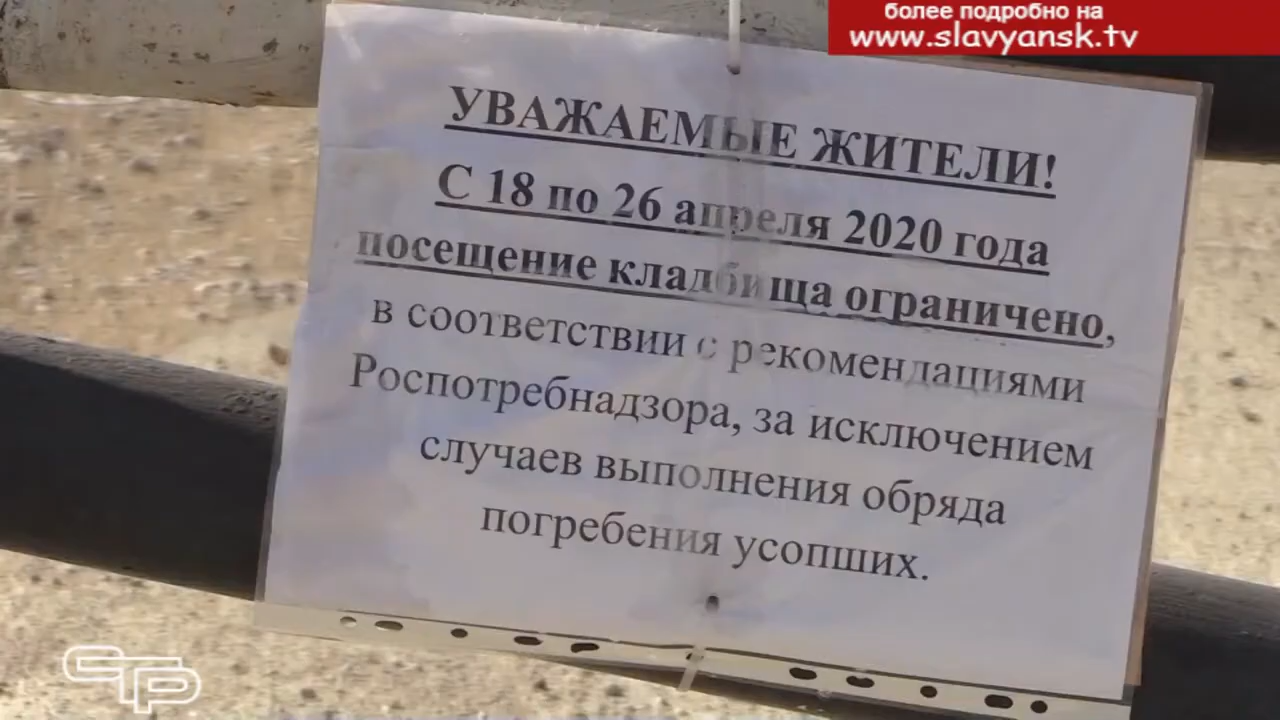 более подробно на
www.slavyansk.tv
УВАЖАЕМЫЕ ЖИТЕЛИ!
С 18 по 26 апреля 2020 года
посещение кладбища ограничено,
в соответствии с рекомендациями
Роспотребнадзора, за исключением
случаев выполнения обряда
погребения усопших.
СТР